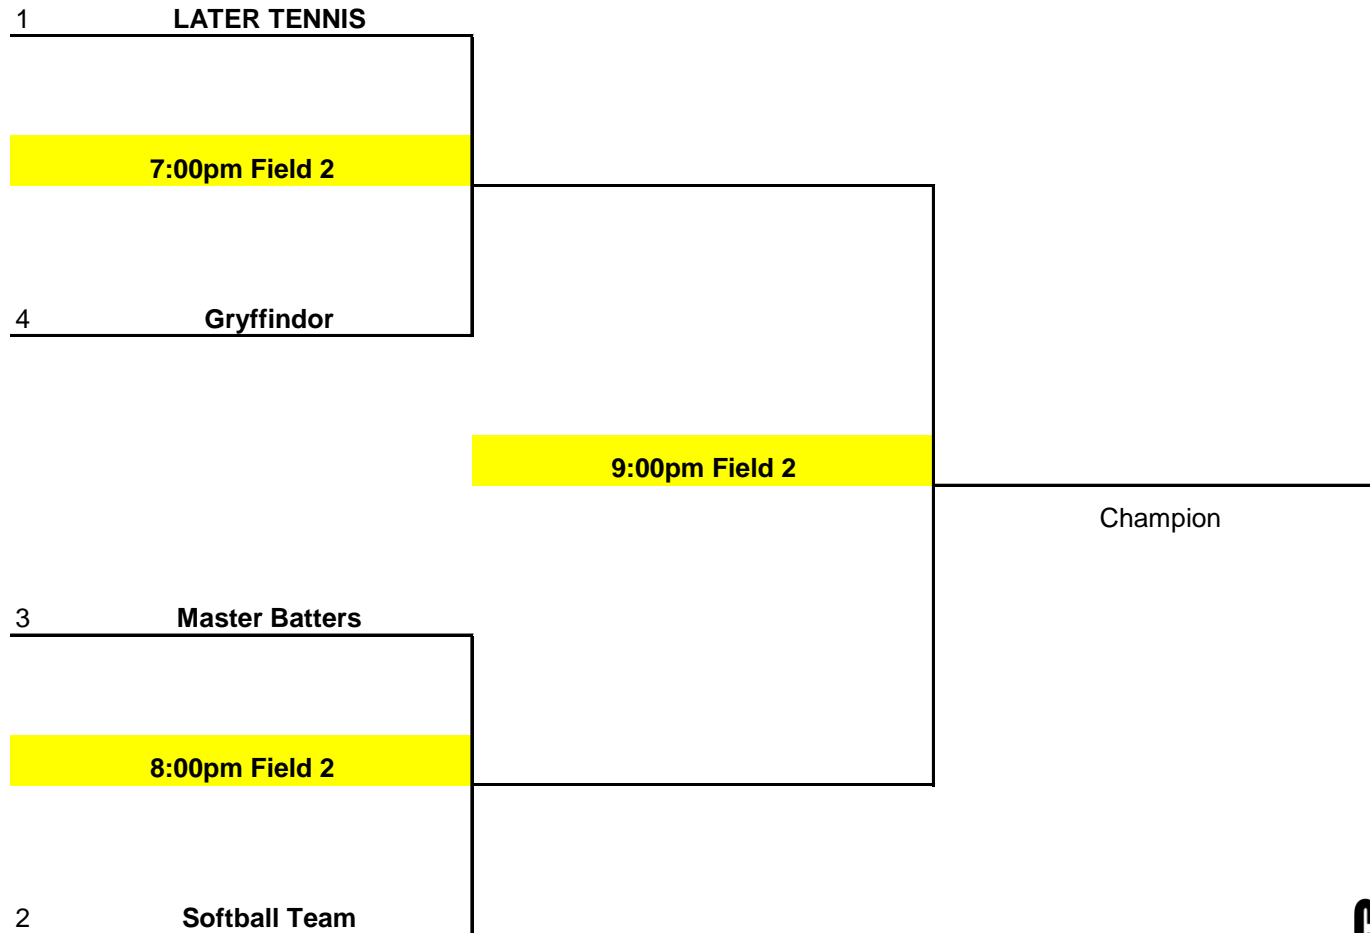 1 LATER TENNIS
7:00pm Field 2
4 Gryffindor
9:00pm Field 2
Champion
3 Master Batters
8:00pm Field 2
2 Softball Team